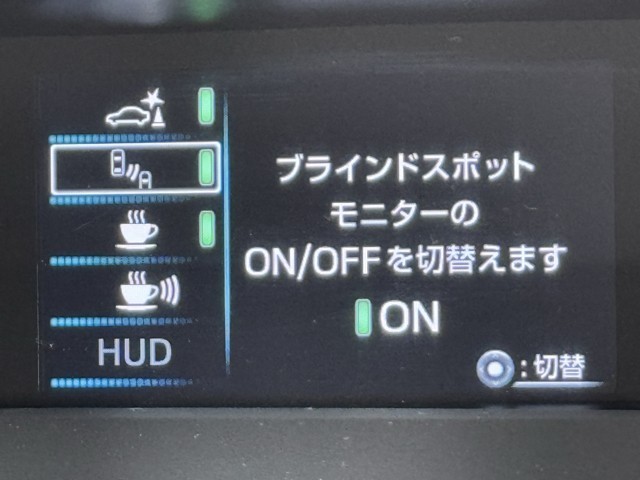 ブラインドスポット
モニターの
ON/OFFを切替えます
ON
HUD
:切替